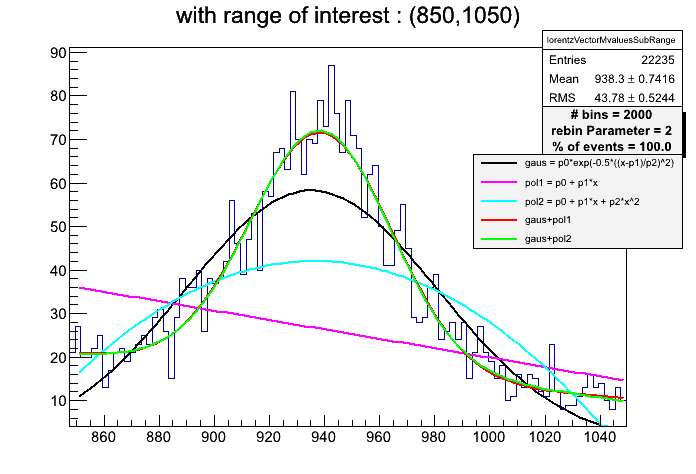 with range of interest : (850,1050)
lorentzVectorMvaluesSubRange
Entries 22235
Mean 938.3 ± 0.7416
RMS 43.78 ± 0.5244
# bins = 2000
rebin Parameter = 2
% of events = 100.0
gaus = p0*exp(-0.5*((x-p1)/p2)^2)
pol1 = p0 + p1*x
pol2 = p0 + p1*x + p2*x^2
gaus+pol1
gaus+pol2
90
80
70
60
50
40
30
20
10
860 880 900 920 940 960 980 1000 1020 1040